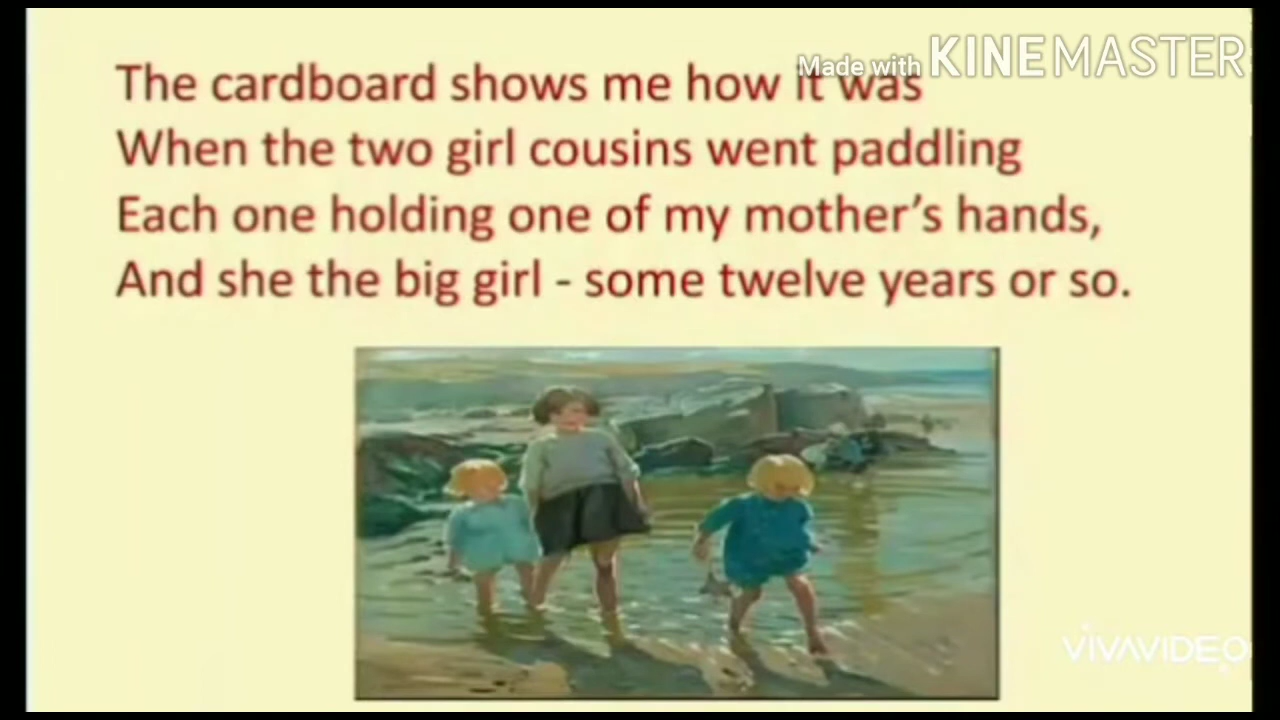 The cardboard shows me how it was
When the two girl cousins went paddling
Each one holding one of my mother's hands,
And she the big girl - some twelve years or so.
Made with KINEMASTER
VIVAVIDEO